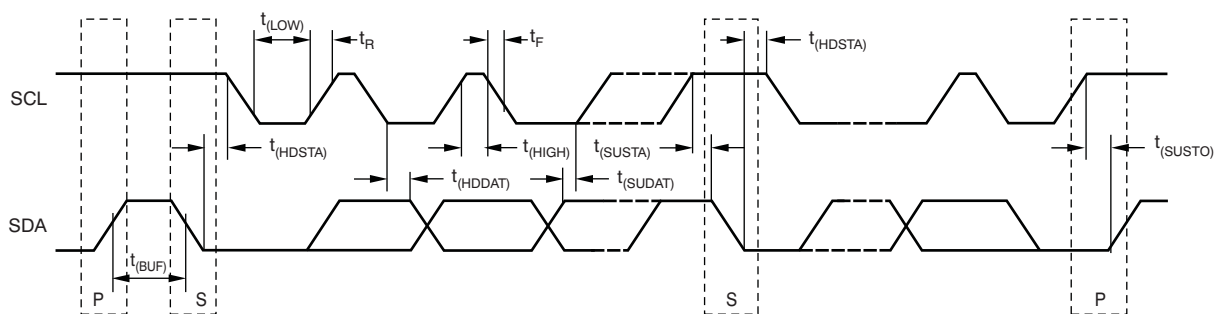 t(LOW)
tR
tF
t(HDSTA)
SCL
t(HDSTA)
t(HIGH)
t(SUSTA)
t(SUSTO)
t(HDDAT)
t(SUDAT)
SDA
t(BUF)
P
S
S
P